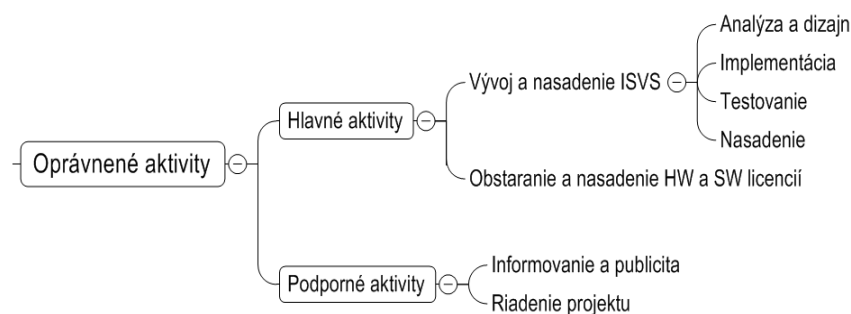 Oprávnené aktivity
Hlavné aktivity
Vývoj a nasadenie ISVS
Analýza a dizajn
Implementácia
Testovanie
Nasadenie
Obstaranie a nasadenie HW a SW licencií
Podporné aktivity
Informovanie a publicita
Riadenie projektu